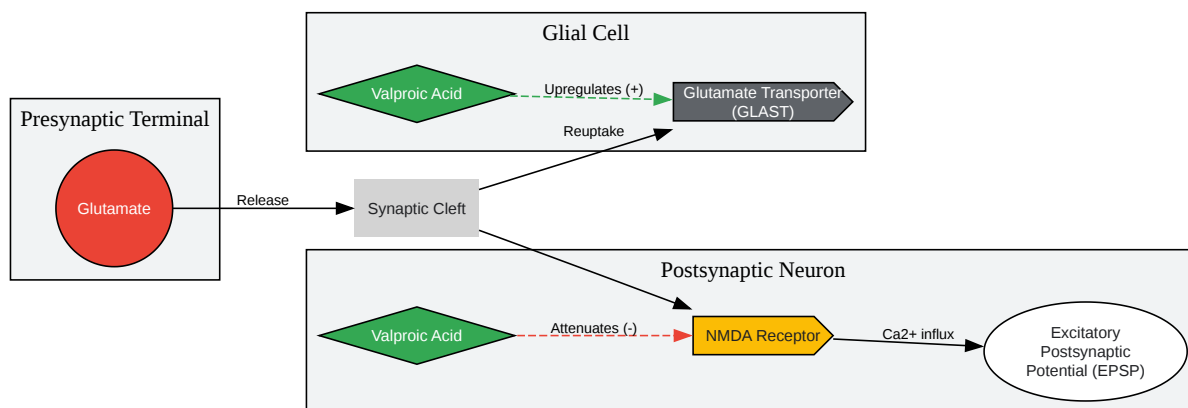 Glial Cell
Valproic Acid
Upregulates (+)
Glutamate Transporter
(GLAST)
Presynaptic Terminal
Reuptake
Glutamate
Release
Synaptic Cleft
Postsynaptic Neuron
Valproic Acid
Attenuates (-)
NMDA Receptor
Ca2+ influx
Excitatory
Postsynaptic
Potential (EPSP)